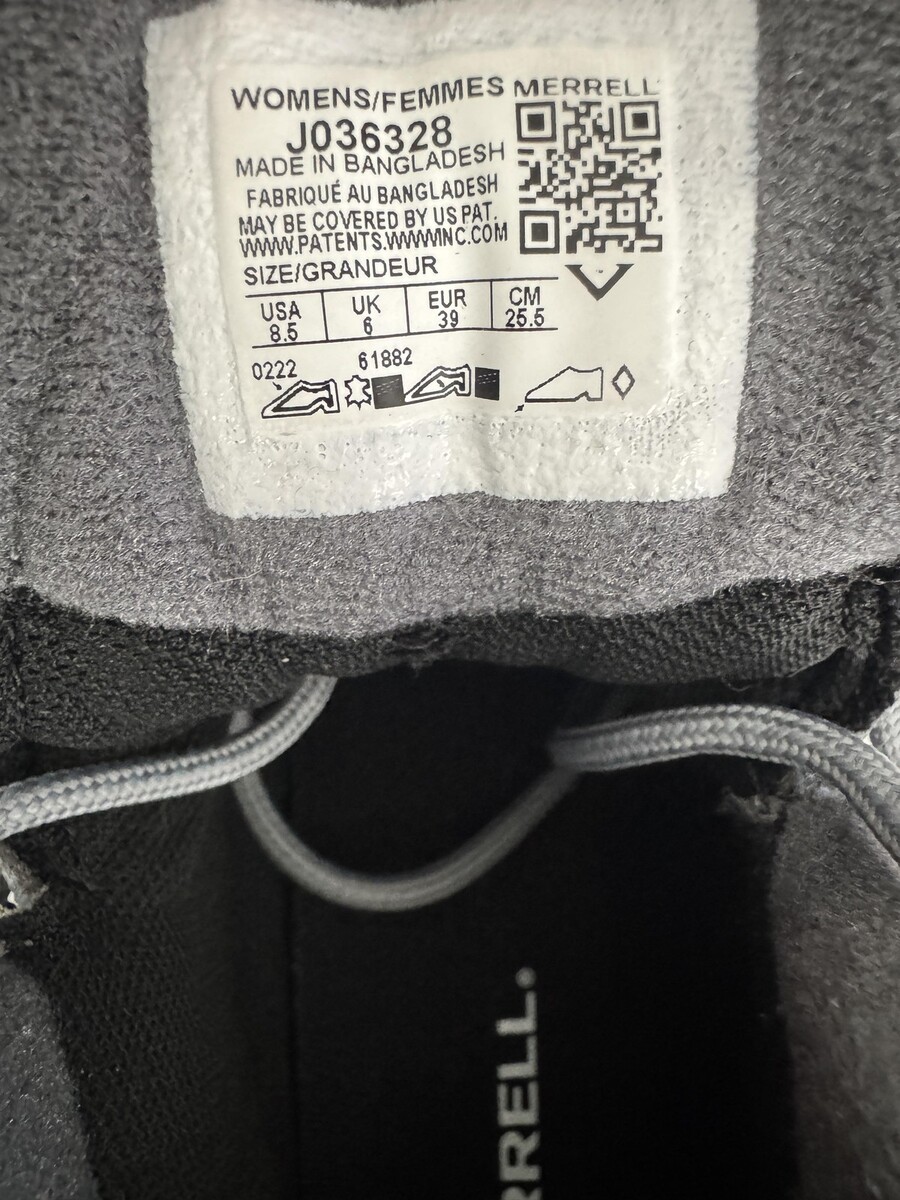 WOMENS/FEMMES MERRELL
J036328
MADE IN BANGLADESH
FABRIQUÉ AU BANGLADESH
MAY BE COVERED BY US PAT.
WWW.PATENTS.WWWINC.COM
SIZE/GRANDEUR
USA UK EUR CM
8.5 6 39 25.5
0222 61882
RRELL.